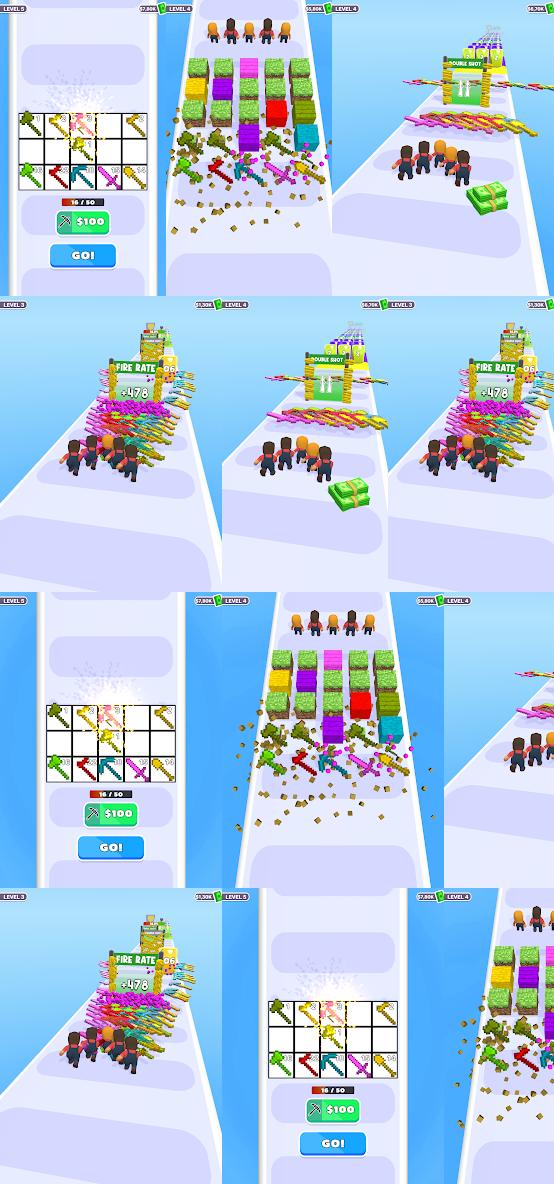 LEVEL 5
$7,80K
LEVEL 4
$5,80K
LEVEL 4
$6,70K
DOUBLE SHOT
16 / 50
$100
GO!
LEVEL 3
$1,30K
LEVEL 4
$6,70K
LEVEL 3
$1,30K
FIRE RATE
+478
DOUBLE SHOT
FIRE RATE
+478
LEVEL 5
$7,80K
LEVEL 4
$5,80K
LEVEL 4
16 / 50
$100
GO!
LEVEL 3
$1,30K
LEVEL 5
$7,80K
LEVEL 4
FIRE RATE
+478
16 / 50
$100
GO!